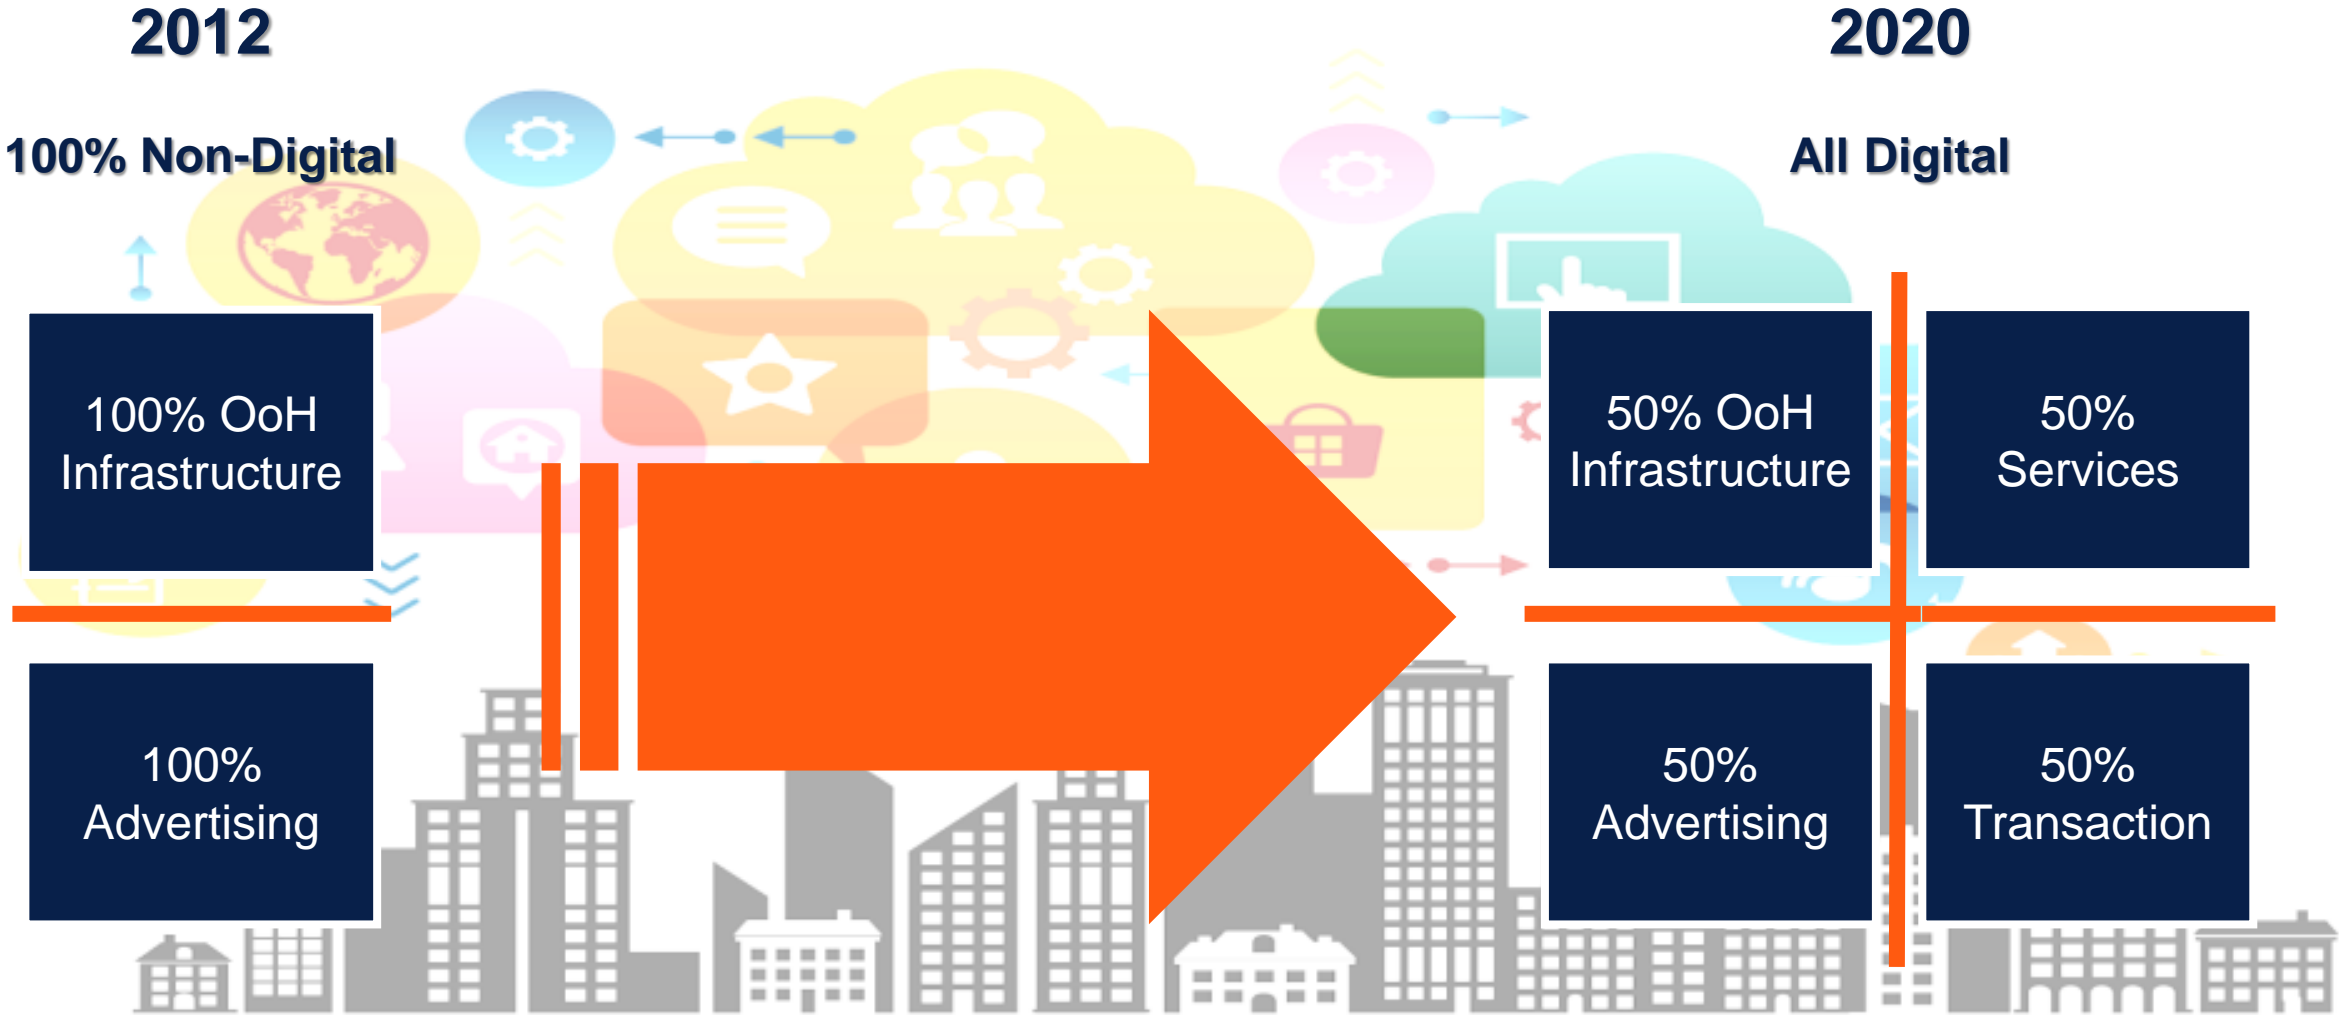 2012
100% Non-Digital
100% OoH
Infrastructure
100%
Advertising
2020
All Digital
50% OoH
Infrastructure
50%
Services
50%
Advertising
50%
Transaction